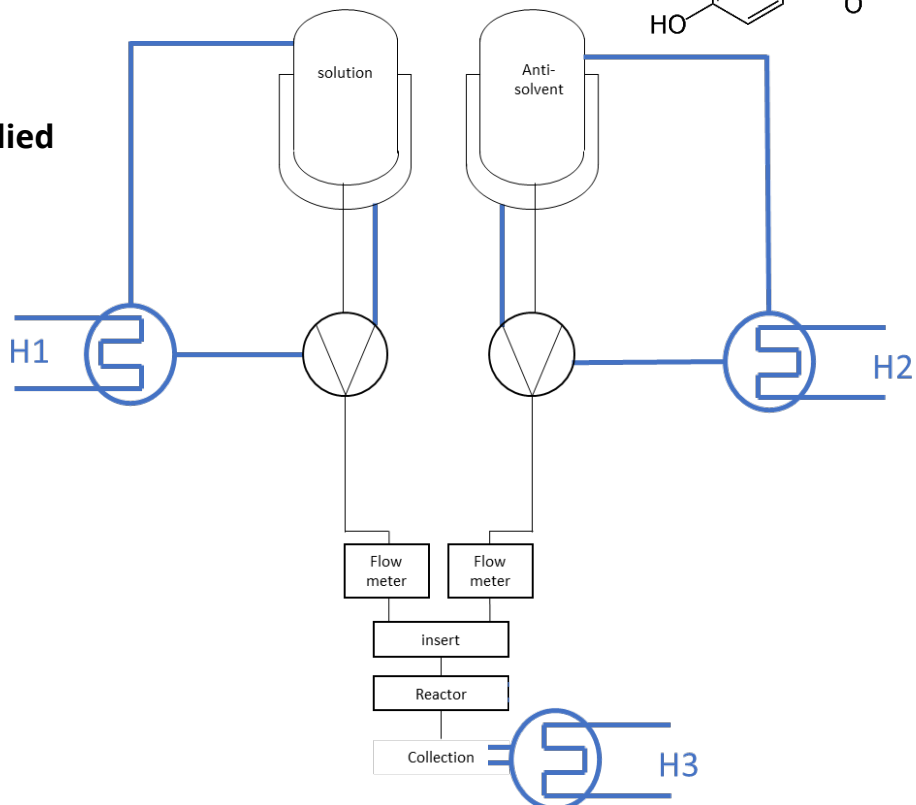 HO
O
solution
Anti-
solvent
lied
H1
H2
Flow
meter
Flow
meter
insert
Reactor
Collection
H3